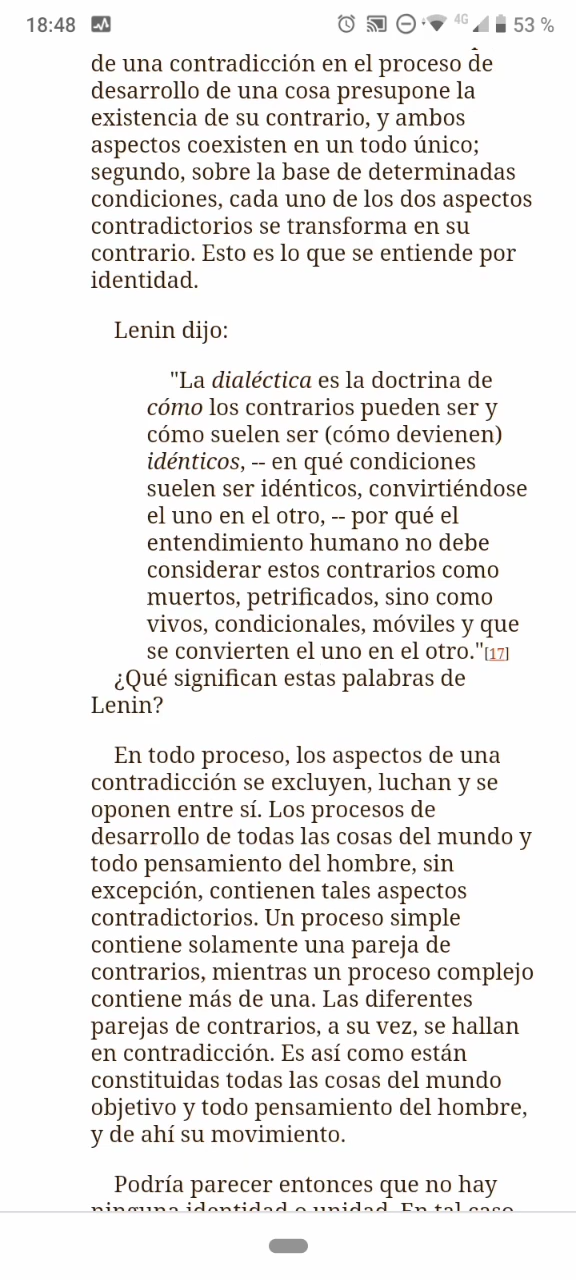 18:48
4G
53 %
de una contradicción en el proceso de
desarrollo de una cosa presupone la
existencia de su contrario, y ambos
aspectos coexisten en un todo único;
segundo, sobre la base de determinadas
condiciones, cada uno de los dos aspectos
contradictorios se transforma en su
contrario. Esto es lo que se entiende por
identidad.
Lenin dijo:
"La dialéctica es la doctrina de
cómo los contrarios pueden ser y
cómo suelen ser (cómo devienen)
idénticos, -- en qué condiciones
suelen ser idénticos, convirtiéndose
el uno en el otro, -- por qué el
entendimiento humano no debe
considerar estos contrarios como
muertos, petrificados, sino como
vivos, condicionales, móviles y que
se convierten el uno en el otro."[17]
¿Qué significan estas palabras de
Lenin?
En todo proceso, los aspectos de una
contradicción se excluyen, luchan y se
oponen entre sí. Los procesos de
desarrollo de todas las cosas del mundo y
todo pensamiento del hombre, sin
excepción, contienen tales aspectos
contradictorios. Un proceso simple
contiene solamente una pareja de
contrarios, mientras un proceso complejo
contiene más de una. Las diferentes
parejas de contrarios, a su vez, se hallan
en contradicción. Es así como están
constituidas todas las cosas del mundo
objetivo y todo pensamiento del hombre,
y de ahí su movimiento.
Podría parecer entonces que no hay
ninguna identidad o unidad. En tal caso